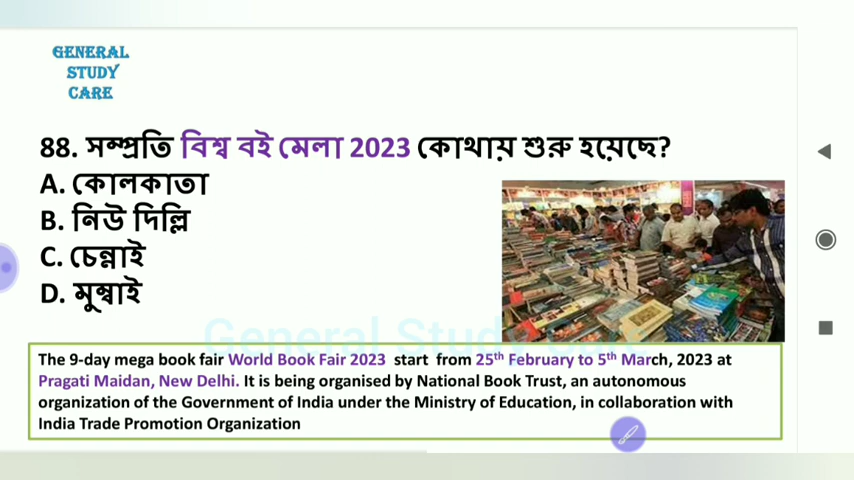 GENERAL
STUDY
CARE
88. সম্প্রতি বিশ্ব বই মেলা 2023 কোথায় শুরু হয়েছে?
A. কোলকাতা
B. নিউ দিল্লি
C. চেন্নাই
D. মুম্বাই
General Study Care
The 9-day mega book fair World Book Fair 2023 start from 25th February to 5th March, 2023 at
Pragati Maidan, New Delhi. It is being organised by National Book Trust, an autonomous
organization of the Government of India under the Ministry of Education, in collaboration with
India Trade Promotion Organization